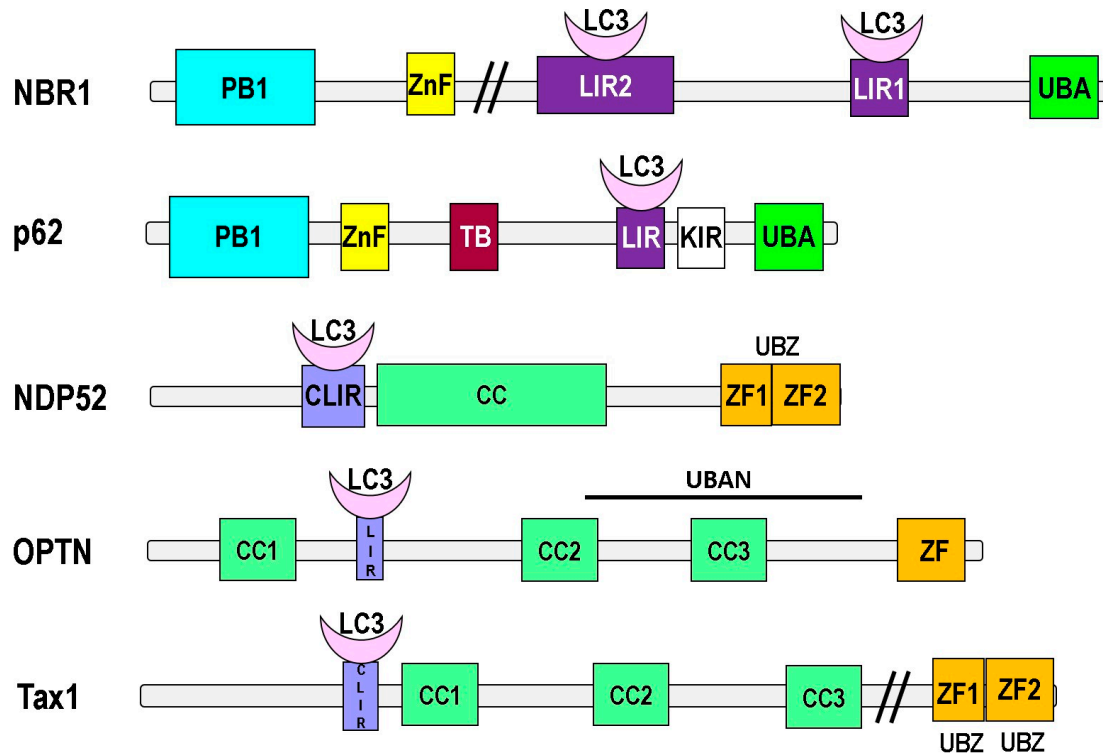 LC3 LC3
NBR1 PB1 ZnF // LIR2 LIR1 UBA
LC3
p62 PB1 ZnF TB LIR KIR UBA
LC3 UBZ
NDP52 CLIR CC ZF1 ZF2
LC3 UBAN
OPTN CC1 LIR CC2 CC3 ZF
LC3
Tax1 CLIR CC1 CC2 CC3 // ZF1 ZF2
UBZ UBZ